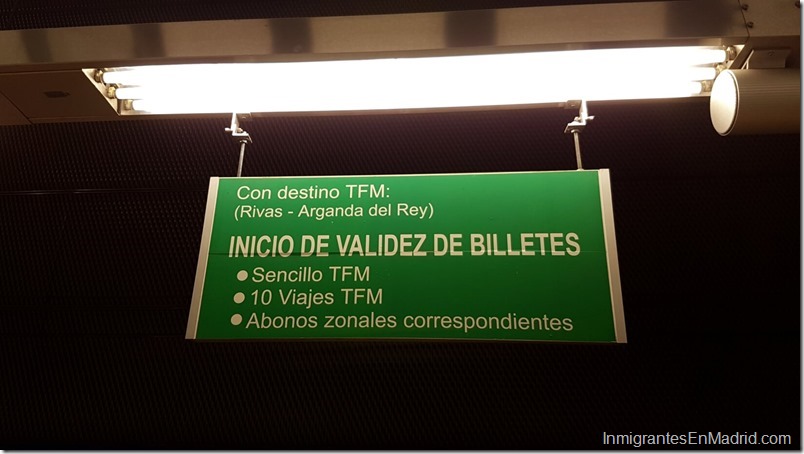 Con destino TFM:
(Rivas - Arganda del Rey)
INICIO DE VALIDEZ DE BILLETES
● Sencillo TFM
● 10 Viajes TFM
● Abonos zonales correspondientes
InmigrantesEnMadrid.com